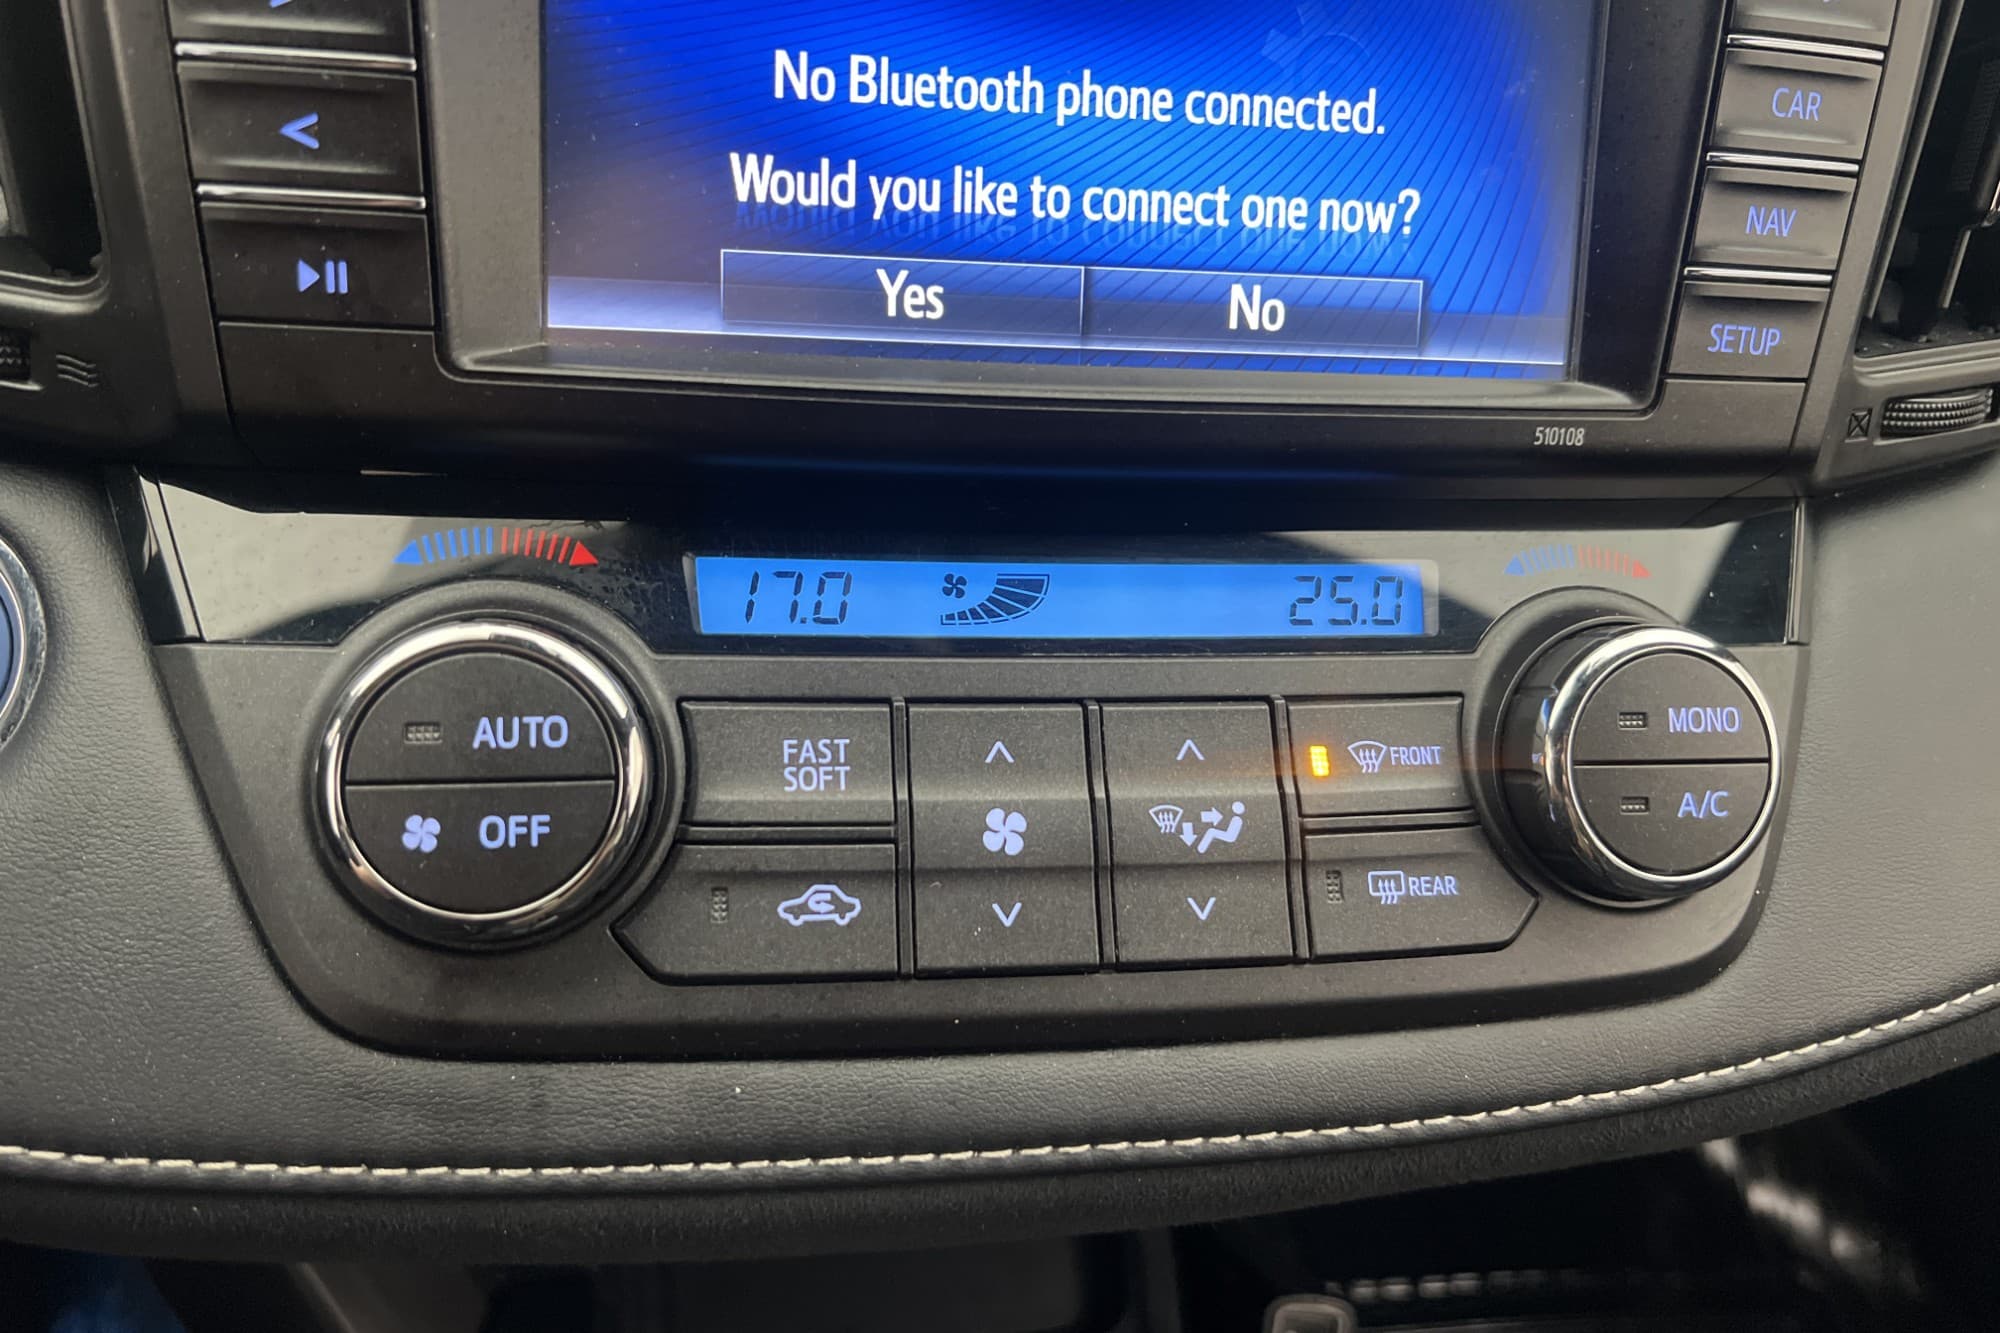 No Bluetooth phone connected.
Would you like to connect one now?
Yes No
CAR
NAV
SETUP
510108
17.0 25.0
AUTO
OFF
FAST
SOFT
FRONT
REAR
MONO
A/C